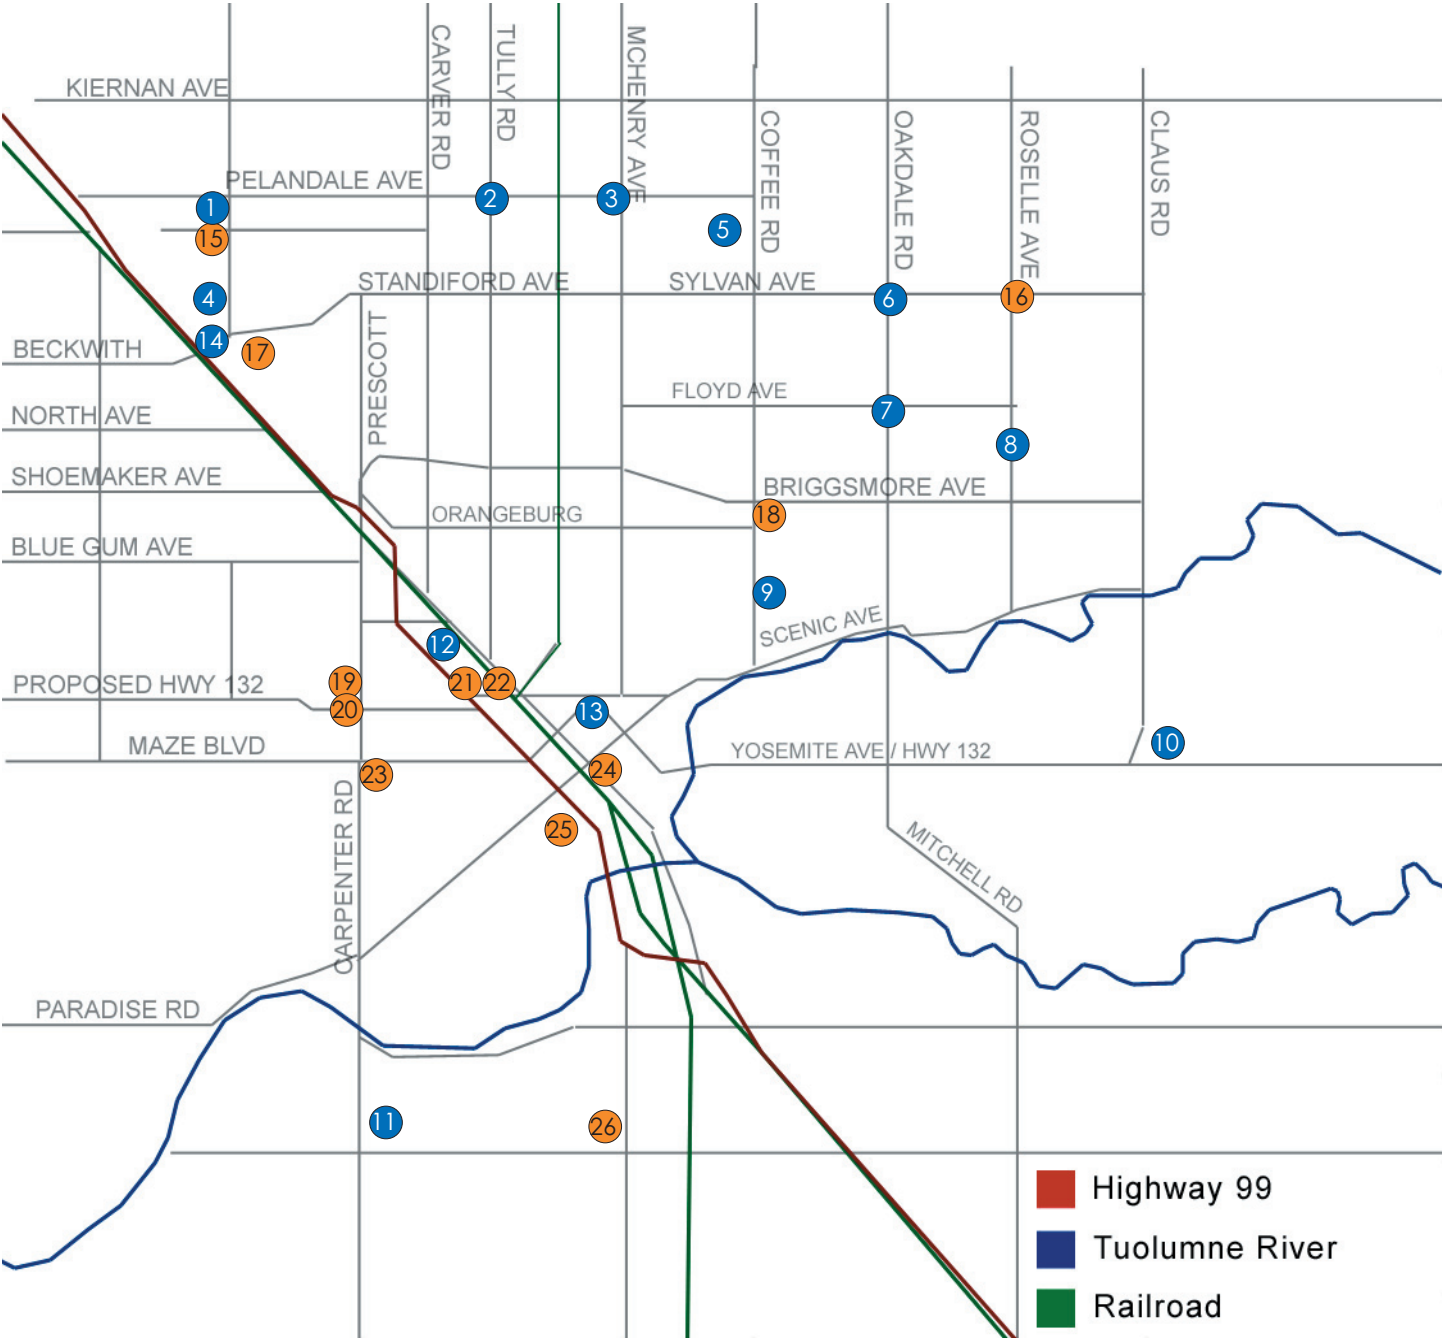 CARVER RD
TULLY RD
MCHENRY AVE
KIERNAN AVE
COFFEE RD
OAKDALE RD
ROSELLE AVE
CLAUS RD
PELANDALE AVE
1
2
3
5
15
STANDIFORD AVE
SYLVAN AVE
4
6
16
PRESCOTT
14
17
BECKWITH
FLOYD AVE
NORTH AVE
7
8
SHOEMAKER AVE
BRIGGSMORE AVE
ORANGEBURG
18
BLUE GUM AVE
9
SCENIC AVE
12
PROPOSED HWY 132
19
21
22
20
13
MAZE BLVD
YOSEMITE AVE / HWY 132
10
23
24
CARPENTER RD
25
MITCHELL RD
PARADISE RD
11
26
Highway 99
Tuolumne River
Railroad